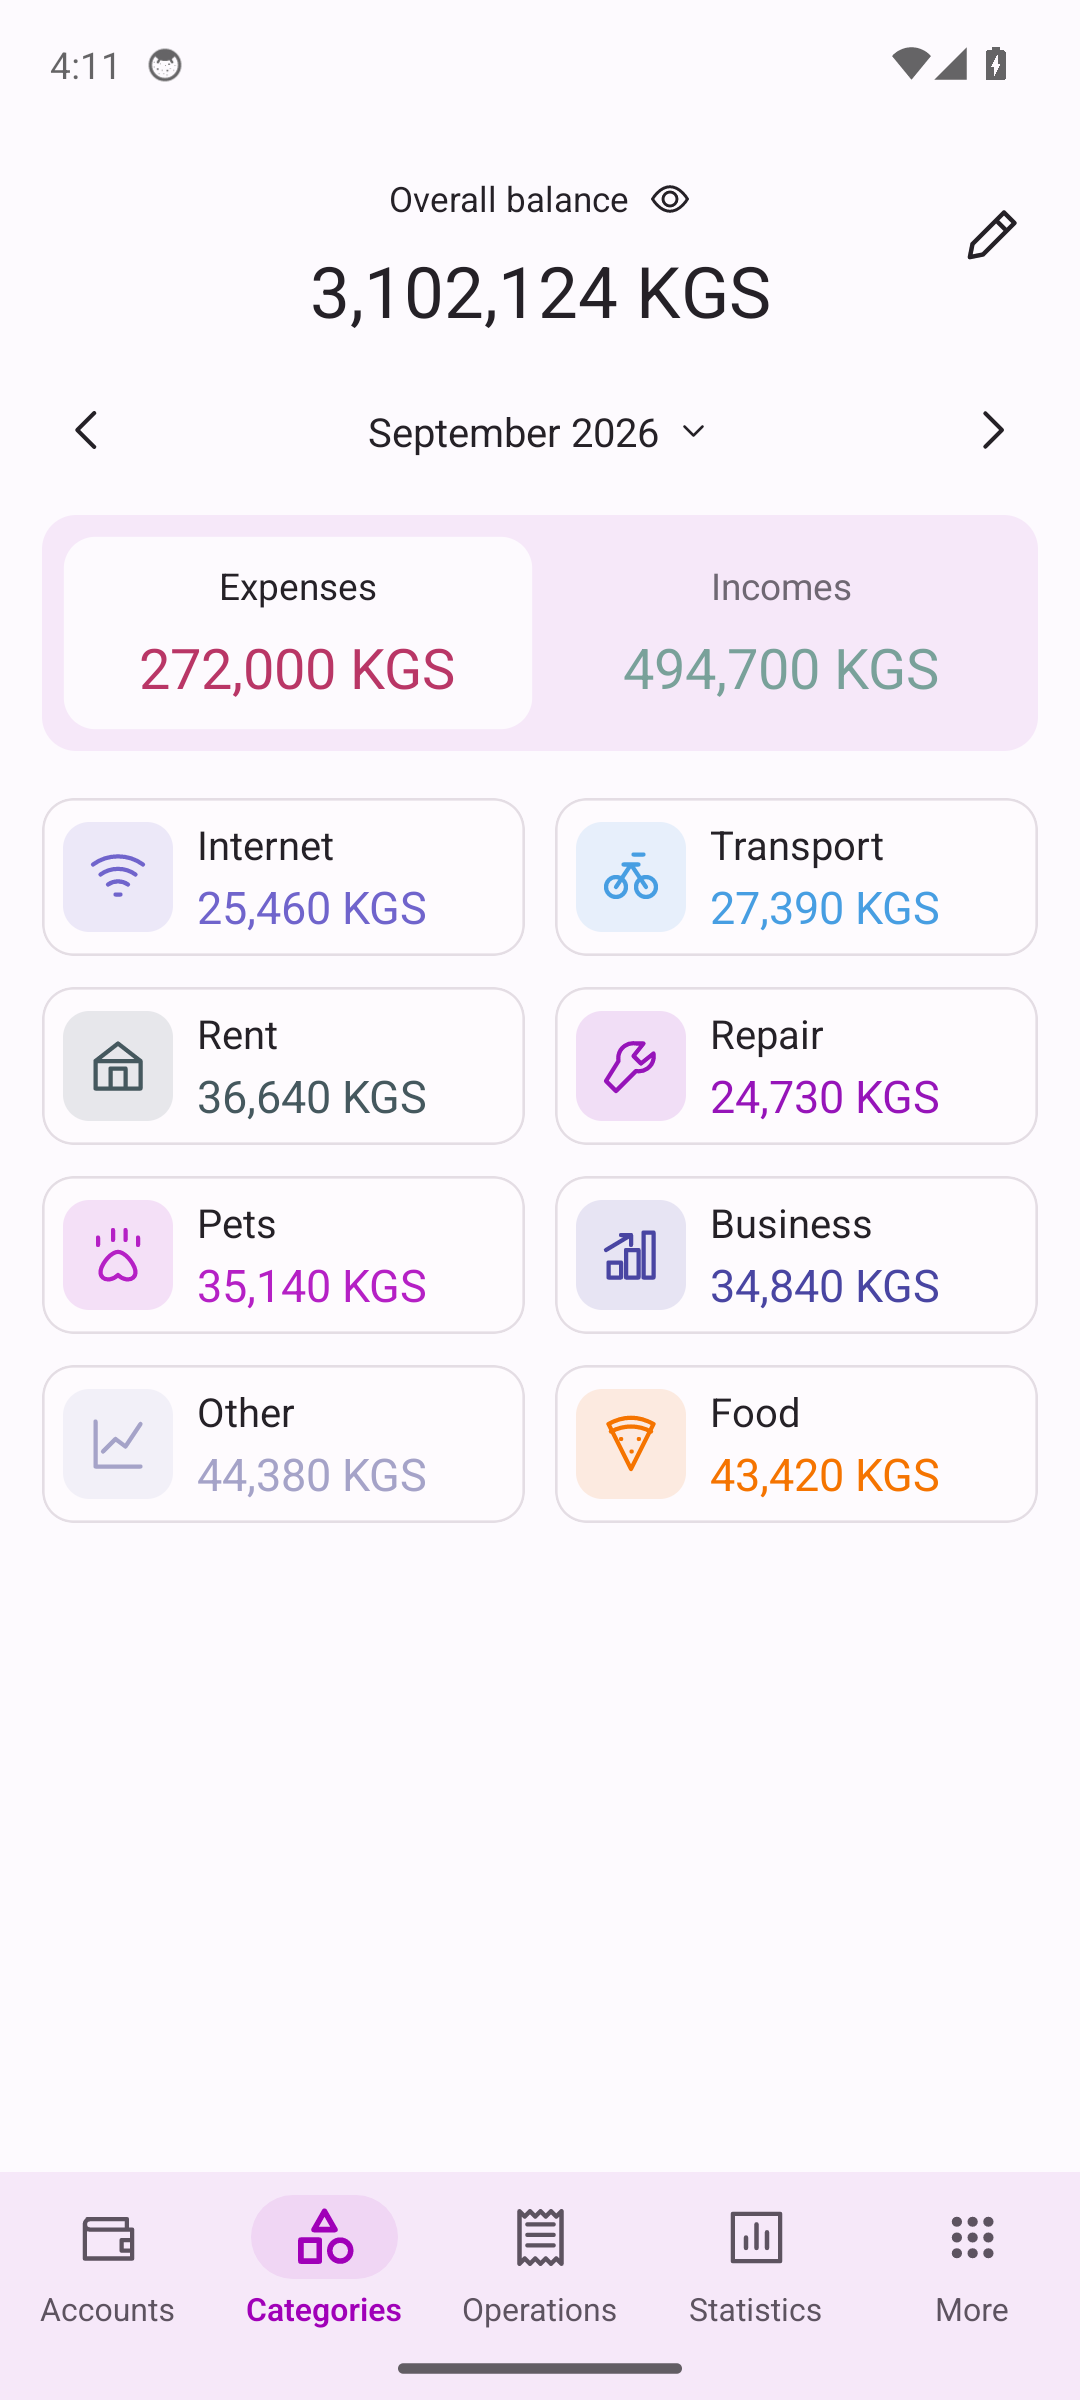 4:11
Overall balance
3,102,124 KGS
September 2026
Expenses
272,000 KGS
Incomes
494,700 KGS
Internet
25,460 KGS
Transport
27,390 KGS
Rent
36,640 KGS
Repair
24,730 KGS
Pets
35,140 KGS
Business
34,840 KGS
Other
44,380 KGS
Food
43,420 KGS
Accounts
Categories
Operations
Statistics
More